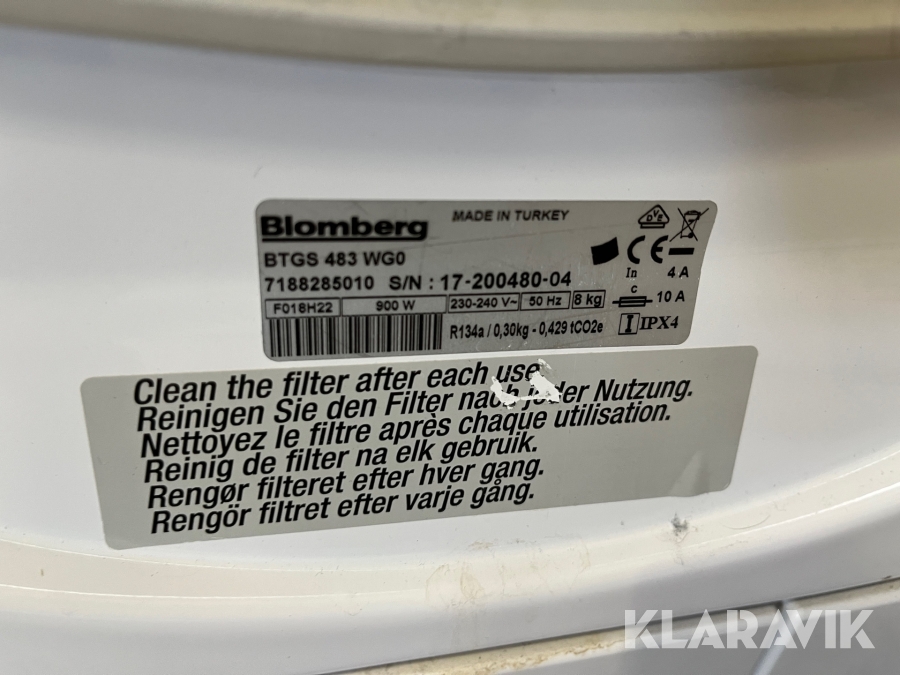 Blomberg
MADE IN TURKEY
BTGS 483 WG0
7188285010 S/N : 17-200480-04
F018H22 900 W 230-240 V~ 50 Hz 8 kg
R134a / 0,30kg - 0,429 tCO2e
DVE
CE
In 4 A
C 10 A
I IPX4
Clean the filter after each use
Reinigen Sie den Filter nach jeder Nutzung.
Nettoyez le filtre après chaque utilisation.
Reinig de filter na elk gebruik.
Rengør filteret efter hver gang.
Rengör filtret efter varje gång.
KLARAVIK